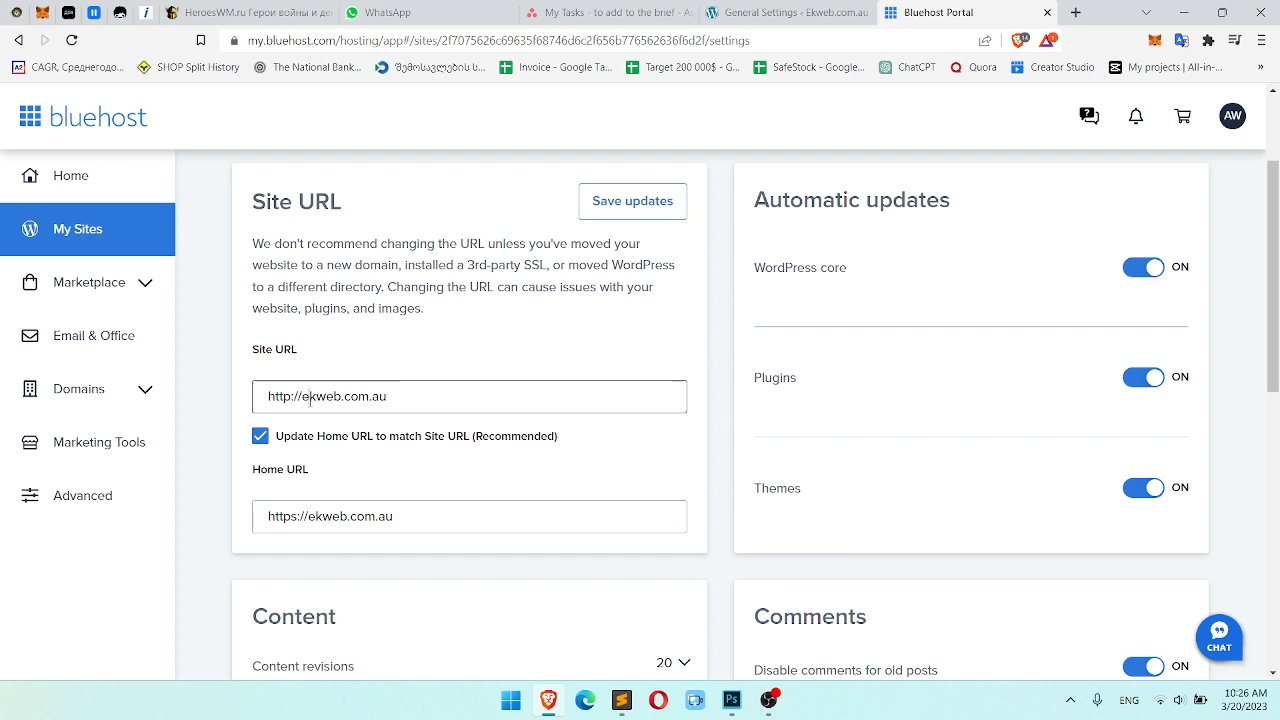 HeroesWM.ru Герои войны и де
WhatsApp
My Tasks - to add to the brief - As
General Settings ‹ Ekweb.com.au
Bluehost Portal
my.bluehost.com/hosting/app#/sites/2f7075626c69635f68746d6c2f656b776562636f6d2f/settings
CAGR, Среднегодо...
SHOP Split History
The National Bank...
Invoice - Google Ta...
Target 200 000$ - G...
SafeStock - Google...
ChatCPT
Quora
Creator Studio
My projects | All-in-...
»
bluehost
AW
Home
My Sites
Marketplace
Email & Office
Domains
Marketing Tools
Advanced
Site URL
Save updates
We don't recommend changing the URL unless you've moved your
website to a new domain, installed a 3rd-party SSL, or moved WordPress
to a different directory. Changing the URL can cause issues with your
website, plugins, and images.
Site URL
http://ekweb.com.au
Update Home URL to match Site URL (Recommended)
Home URL
https://ekweb.com.au
Automatic updates
WordPress core
ON
Plugins
ON
Themes
ON
Content
Content revisions
20
Comments
Disable comments for old posts
ON
CHAT
ENG
10:26 AM
3/20/2023